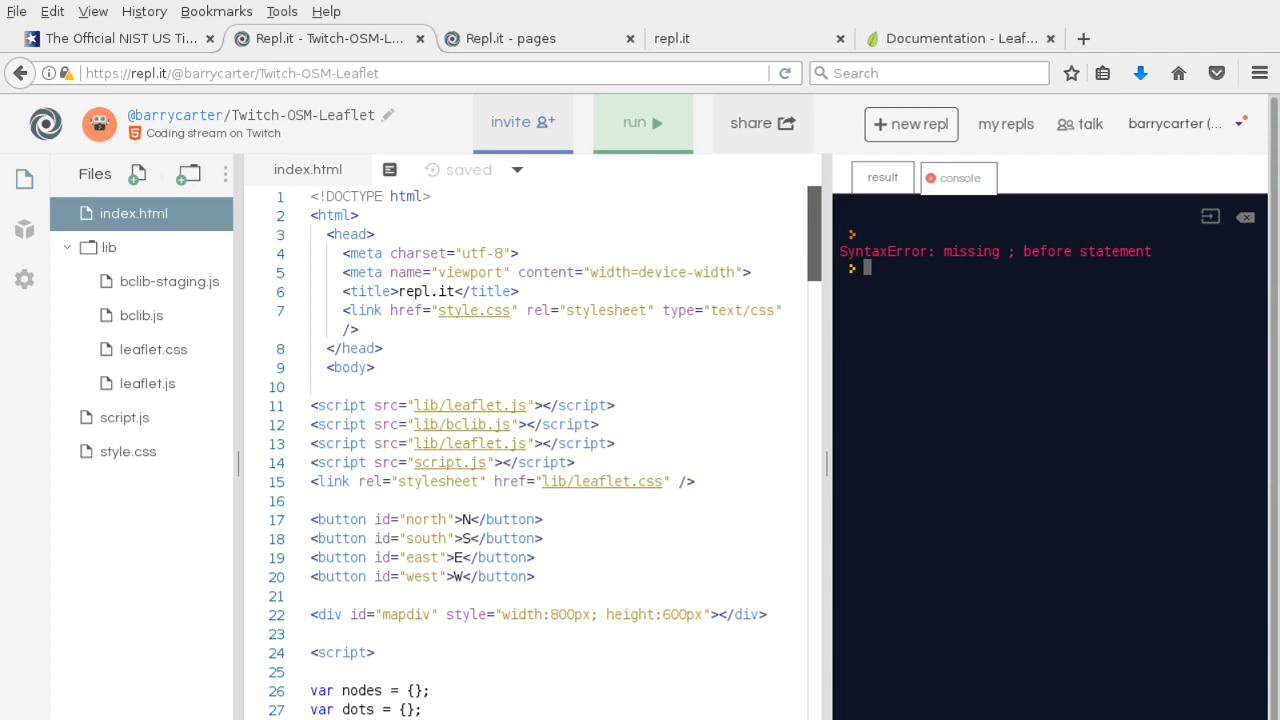 File Edit View History Bookmarks Tools Help
The Official NIST US Ti...
Repl.it - Twitch-OSM-L...
Repl.it - pages
repl.it
Documentation - Leaf...
https://repl.it/@barrycarter/Twitch-OSM-Leaflet
Search
@barrycarter/Twitch-OSM-Leaflet
Coding stream on Twitch
invite
run
share
+ new repl
my repls
talk
barrycarter (...
Files
index.html
lib
bclib-staging.js
bclib.js
leaflet.css
leaflet.js
script.js
style.css
index.html
saved
1 <!DOCTYPE html>
2 <html>
3 <head>
4 <meta charset="utf-8">
5 <meta name="viewport" content="width=device-width">
6 <title>repl.it</title>
7 <link href="style.css" rel="stylesheet" type="text/css"
/>
8 </head>
9 <body>
10
11 <script src="lib/leaflet.js"></script>
12 <script src="lib/bclib.js"></script>
13 <script src="lib/leaflet.js"></script>
14 <script src="script.js"></script>
15 <link rel="stylesheet" href="lib/leaflet.css" />
16
17 <button id="north">N</button>
18 <button id="south">S</button>
19 <button id="east">E</button>
20 <button id="west">W</button>
21
22 <div id="mapdiv" style="width:800px; height:600px"></div>
23
24 <script>
25
26 var nodes = {};
27 var dots = {};
result
console
>
SyntaxError: missing ; before statement
>